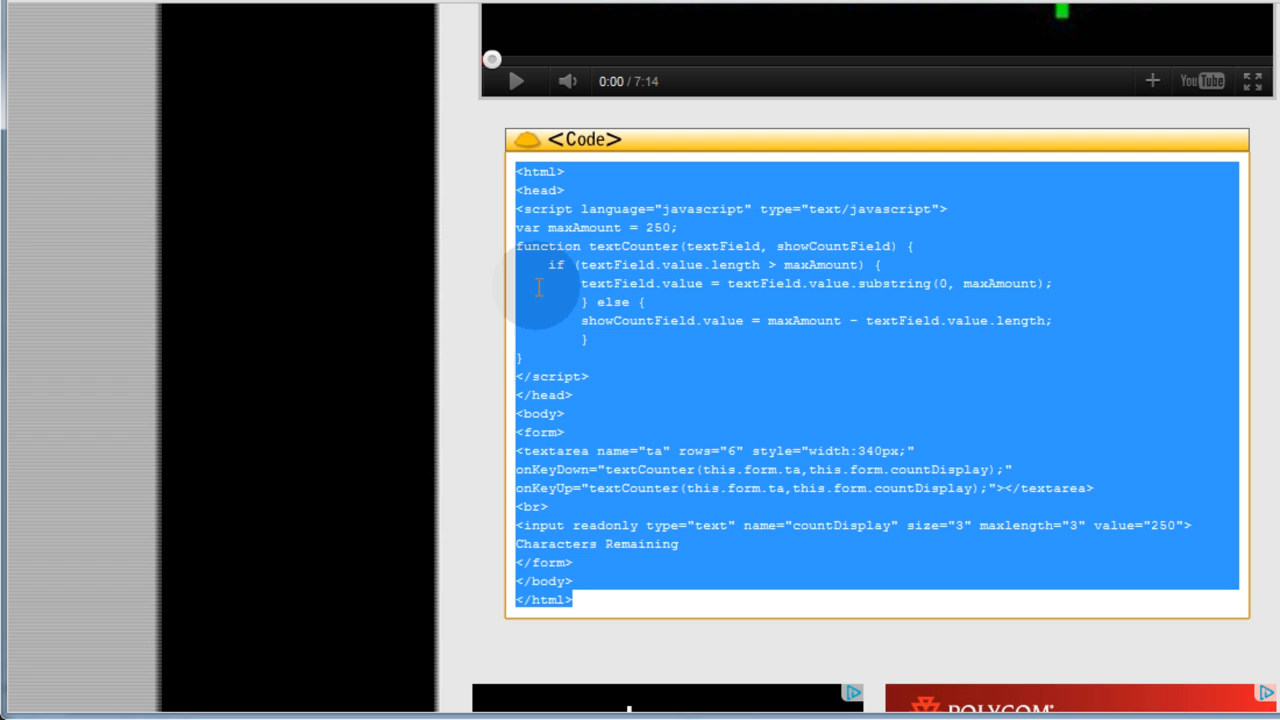 0:00 / 7:14
YouTube
<Code>
<html>
<head>
<script language="javascript" type="text/javascript">
var maxAmount = 250;
function textCounter(textField, showCountField) {
    if (textField.value.length > maxAmount) {
        textField.value = textField.value.substring(0, maxAmount);
        } else {
        showCountField.value = maxAmount - textField.value.length;
        }
}
</script>
</head>
<body>
<form>
<textarea name="ta" rows="6" style="width:340px;"
onKeyDown="textCounter(this.form.ta,this.form.countDisplay);"
onKeyUp="textCounter(this.form.ta,this.form.countDisplay);"></textarea>
<br>
<input readonly type="text" name="countDisplay" size="3" maxlength="3" value="250">
Characters Remaining
</form>
</body>
</html>
POLYCOM